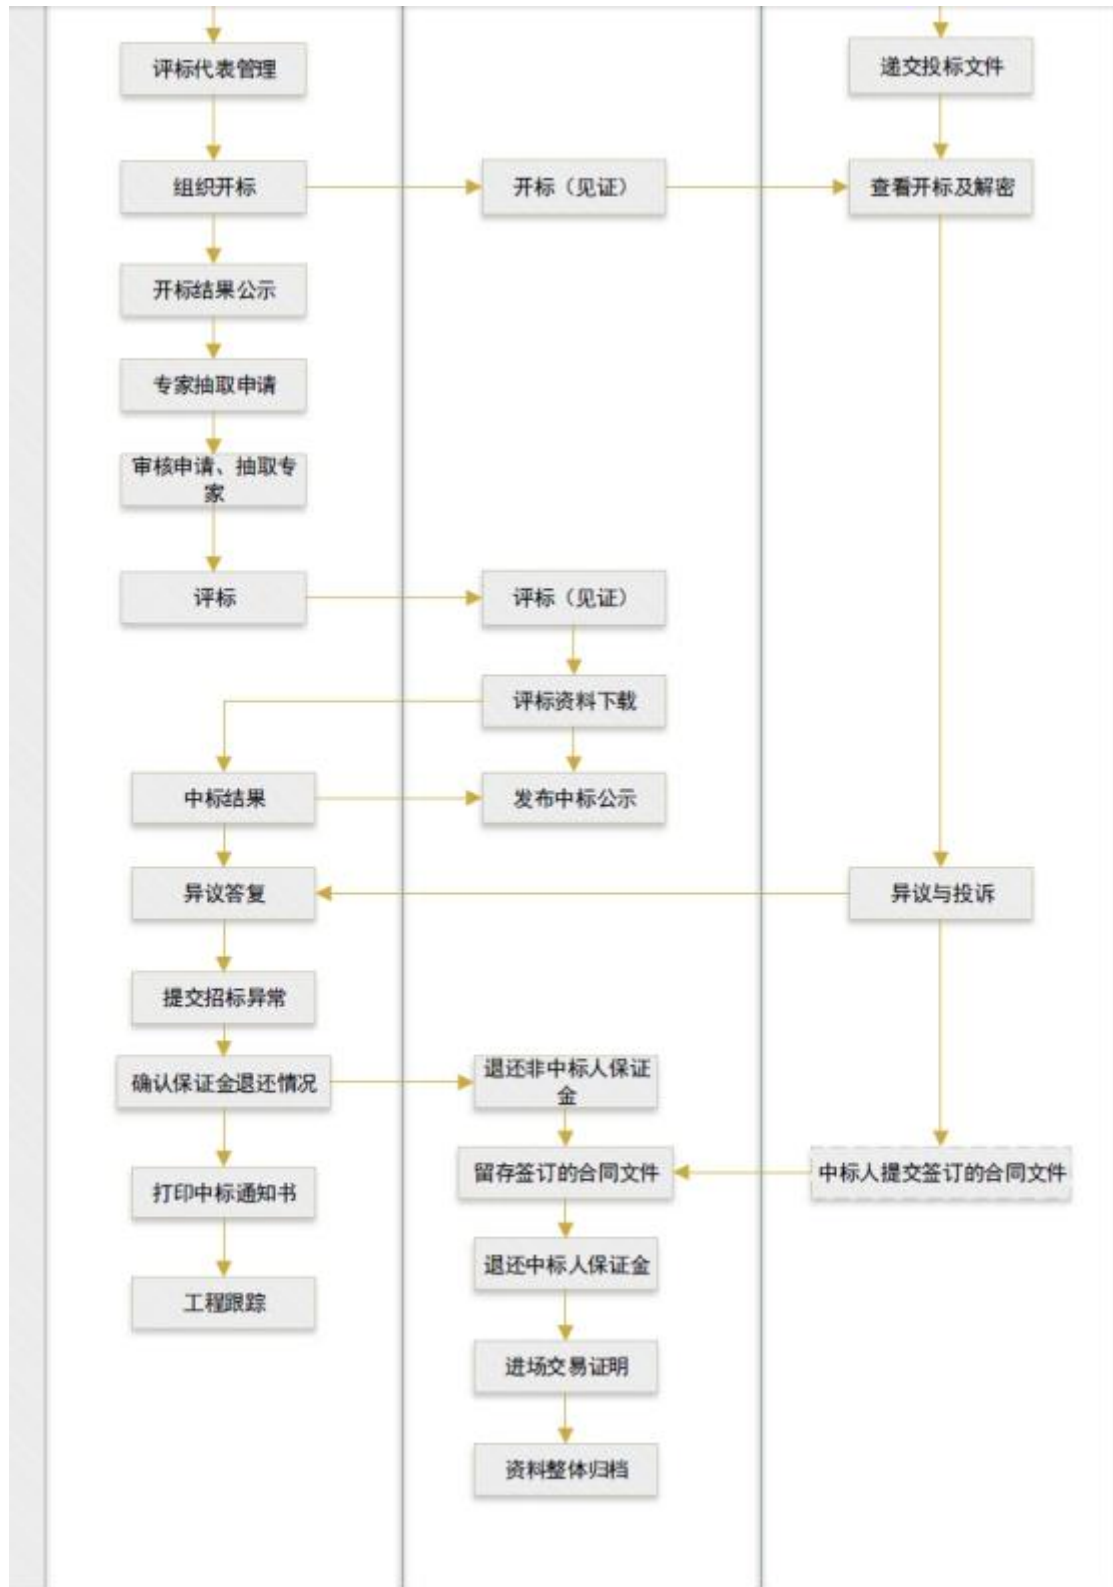 评标代表管理
递交投标文件
组织开标
开标（见证）
查看开标及解密
开标结果公示
专家抽取申请
审核申请、抽取专
家
评标
评标（见证）
评标资料下载
中标结果
发布中标公示
异议答复
异议与投诉
提交招标异常
确认保证金退还情况
退还非中标人保证
金
打印中标通知书
留存签订的合同文件
中标人提交签订的合同文件
退还中标人保证金
工程跟踪
进场交易证明
资料整体归档